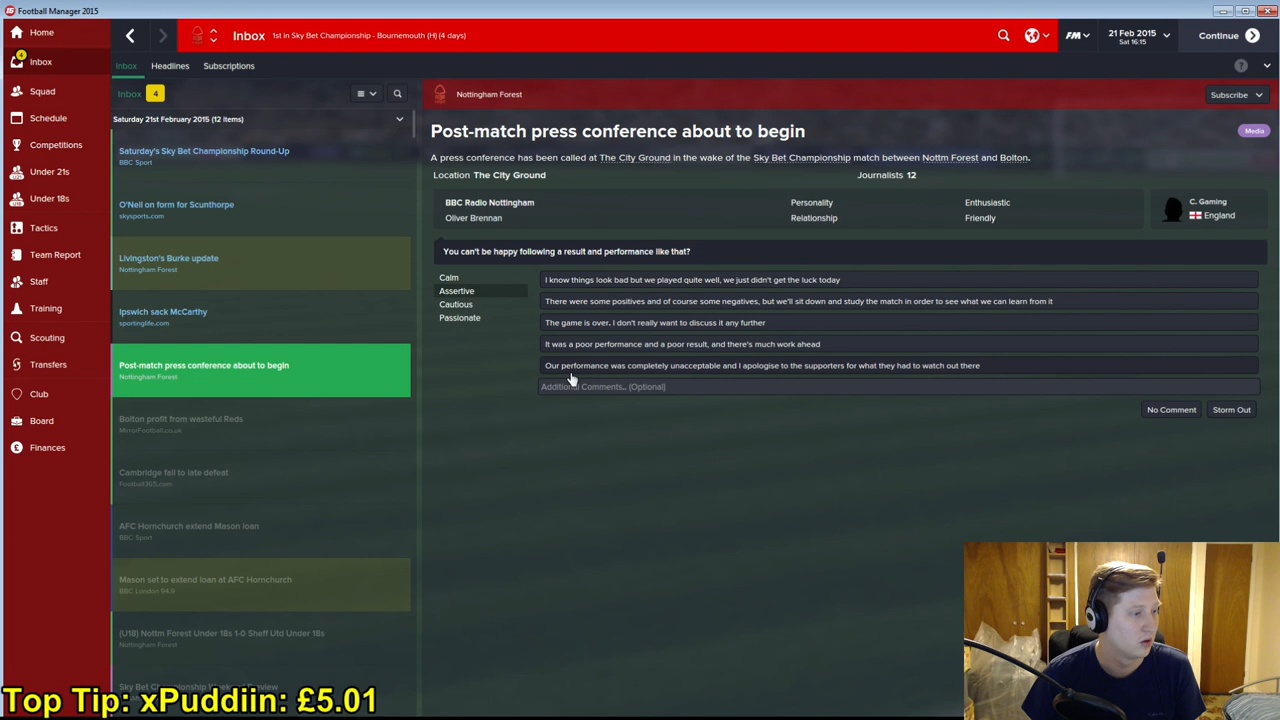 Football Manager 2015
Home
Inbox
1st in Sky Bet Championship - Bournemouth (H) (4 days)
FM
21 Feb 2015
Sat 16:15
Continue
4
Inbox
Squad
Schedule
Competitions
Under 21s
Under 18s
Tactics
Team Report
Staff
Training
Scouting
Transfers
Club
Board
Finances
Inbox
Headlines
Subscriptions
Inbox
4
Saturday 21st February 2015 (12 items)
Saturday's Sky Bet Championship Round-Up
BBC Sport
O'Neil on form for Scunthorpe
skysports.com
Livingston's Burke update
Nottingham Forest
Ipswich sack McCarthy
sportinglife.com
Post-match press conference about to begin
Nottingham Forest
Bolton profit from wasteful Reds
MirrorFootball.co.uk
Cambridge fall to late defeat
Football365.com
AFC Hornchurch extend Mason loan
BBC Sport
Mason set to extend loan at AFC Hornchurch
BBC London 94.9
(U18) Nottm Forest Under 18s 1-0 Sheff Utd Under 18s
Nottingham Forest
Nottingham Forest
Subscribe
Post-match press conference about to begin
Media
A press conference has been called at The City Ground in the wake of the Sky Bet Championship match between Nottm Forest and Bolton.
Location The City Ground
Journalists 12
BBC Radio Nottingham
Oliver Brennan
Personality
Relationship
Enthusiastic
Friendly
C. Gaming
England
You can't be happy following a result and performance like that?
Calm
Assertive
Cautious
Passionate
I know things look bad but we played quite well, we just didn't get the luck today
There were some positives and of course some negatives, but we'll sit down and study the match in order to see what we can learn from it
The game is over. I don't really want to discuss it any further
It was a poor performance and a poor result, and there's much work ahead
Our performance was completely unacceptable and I apologise to the supporters for what they had to watch out there
Additional Comments.. (Optional)
No Comment
Storm Out
Top Tip: xPuddiin: £5.01